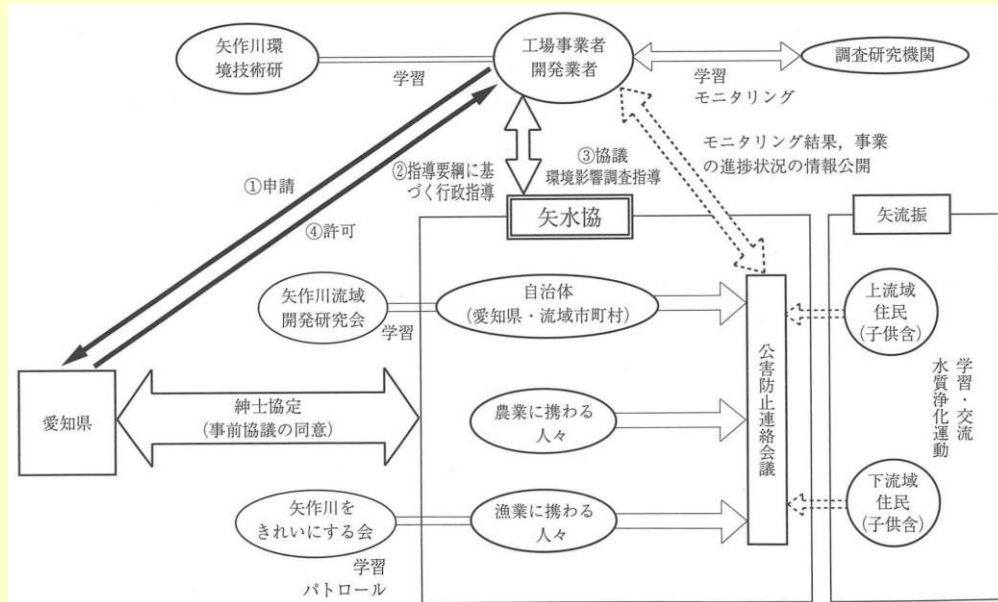 矢作川環
境技術研
学習
工場事業者
開発業者
学習
モニタリング
調査研究機関
モニタリング結果，事業
の進捗状況の情報公開
①申請
④許可
②指導要綱に基
づく行政指導
③協議
環境影響調査指導
矢水協
矢流振
矢作川流域
開発研究会
学習
自治体
(愛知県・流域市町村)
公害防止連絡会議
上流域
住民
(子供含)
学習・交流
水質浄化運動
愛知県
紳士協定
(事前協議の同意)
農業に携わる
人々
矢作川を
きれいにする会
学習
パトロール
漁業に携わる
人々
下流域
住民
(子供含)